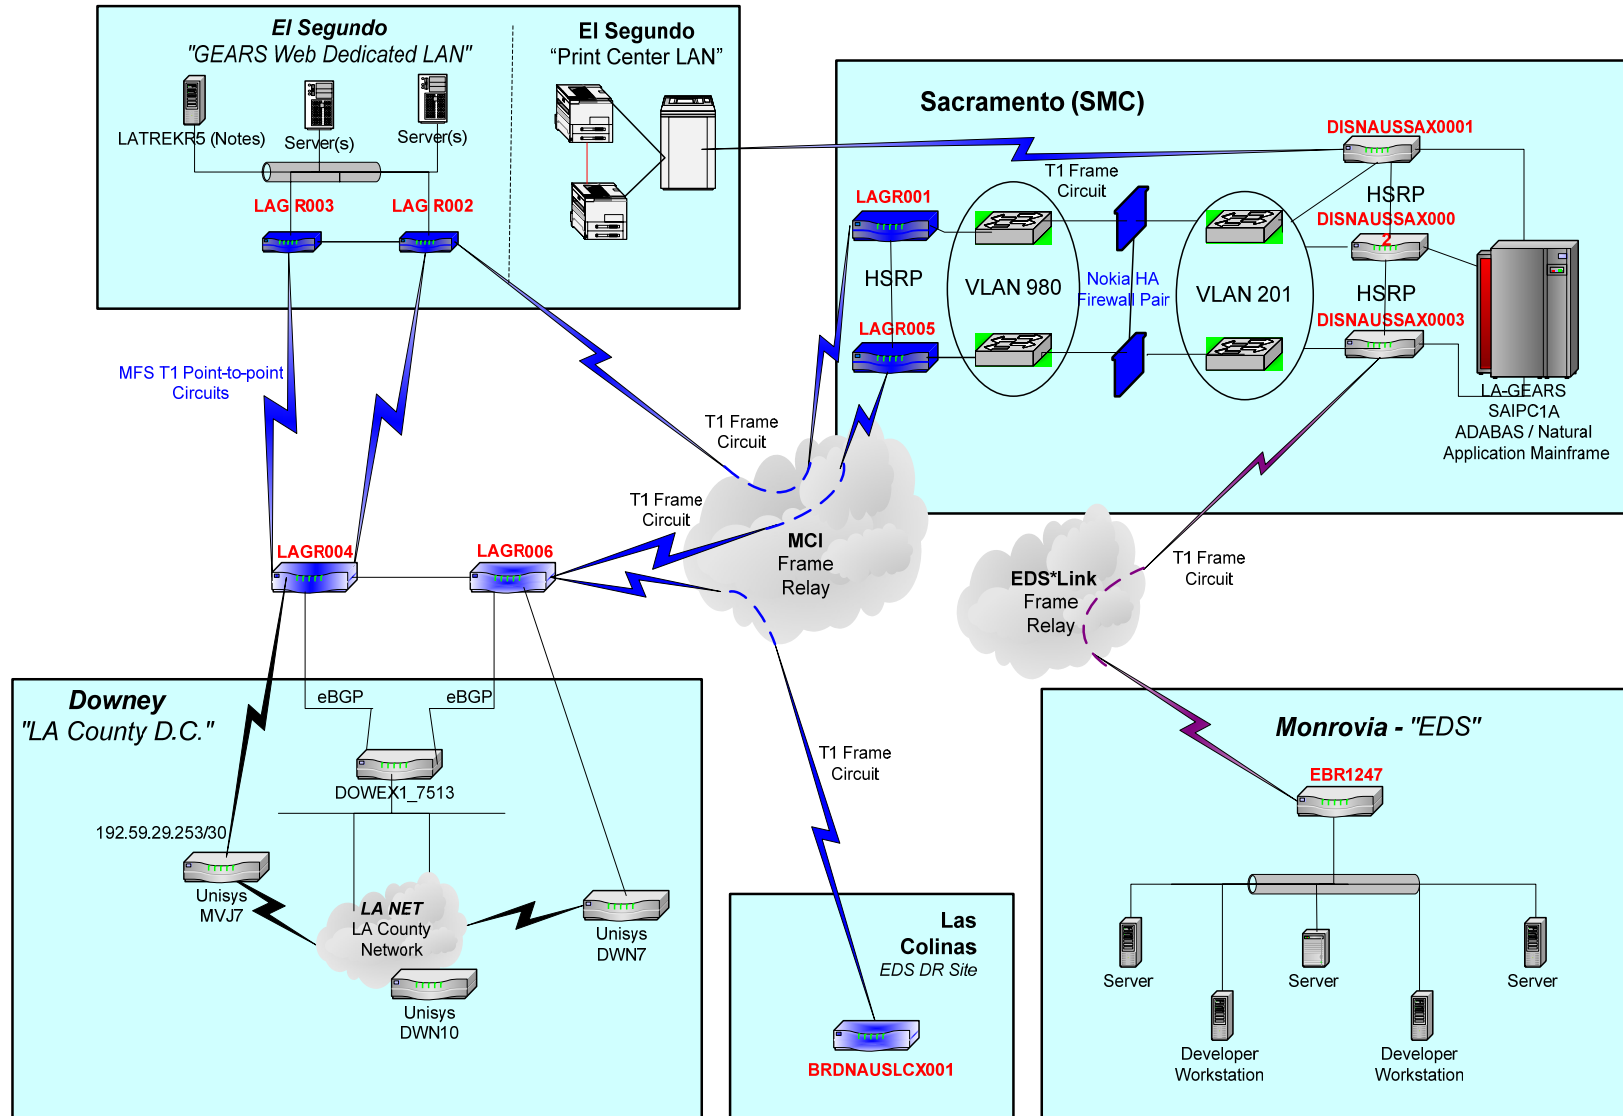 El Segundo
"GEARS Web Dedicated LAN"
LATREKR5 (Notes)
Server(s)
Server(s)
LAG R003
LAG R002
El Segundo
“Print Center LAN”
MFS T1 Point-to-point
Circuits
Sacramento (SMC)
T1 Frame
Circuit
LAGR001
HSRP
LAGR005
VLAN 980
Nokia HA
Firewall Pair
VLAN 201
DISNAUSSAX0001
HSRP
DISNAUSSAX000
2
HSRP
DISNAUSSAX0003
LA-GEARS
SAIPC1A
ADABAS / Natural
Application Mainframe
T1 Frame
Circuit
T1 Frame
Circuit
MCI
Frame
Relay
LAGR004
LAGR006
EDS*Link
Frame
Relay
T1 Frame
Circuit
Downey
"LA County D.C."
eBGP
eBGP
DOWEX1_7513
192.59.29.253/30
Unisys
MVJ7
LA NET
LA County
Network
Unisys
DWN7
Unisys
DWN10
T1 Frame
Circuit
Las
Colinas
EDS DR Site
BRDNAUSLCX001
Monrovia - "EDS"
EBR1247
Server
Server
Server
Developer
Workstation
Developer
Workstation